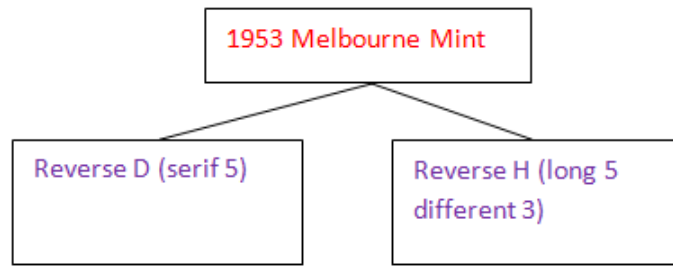 1953 Melbourne Mint
Reverse D (serif 5)
Reverse H (long 5
different 3)